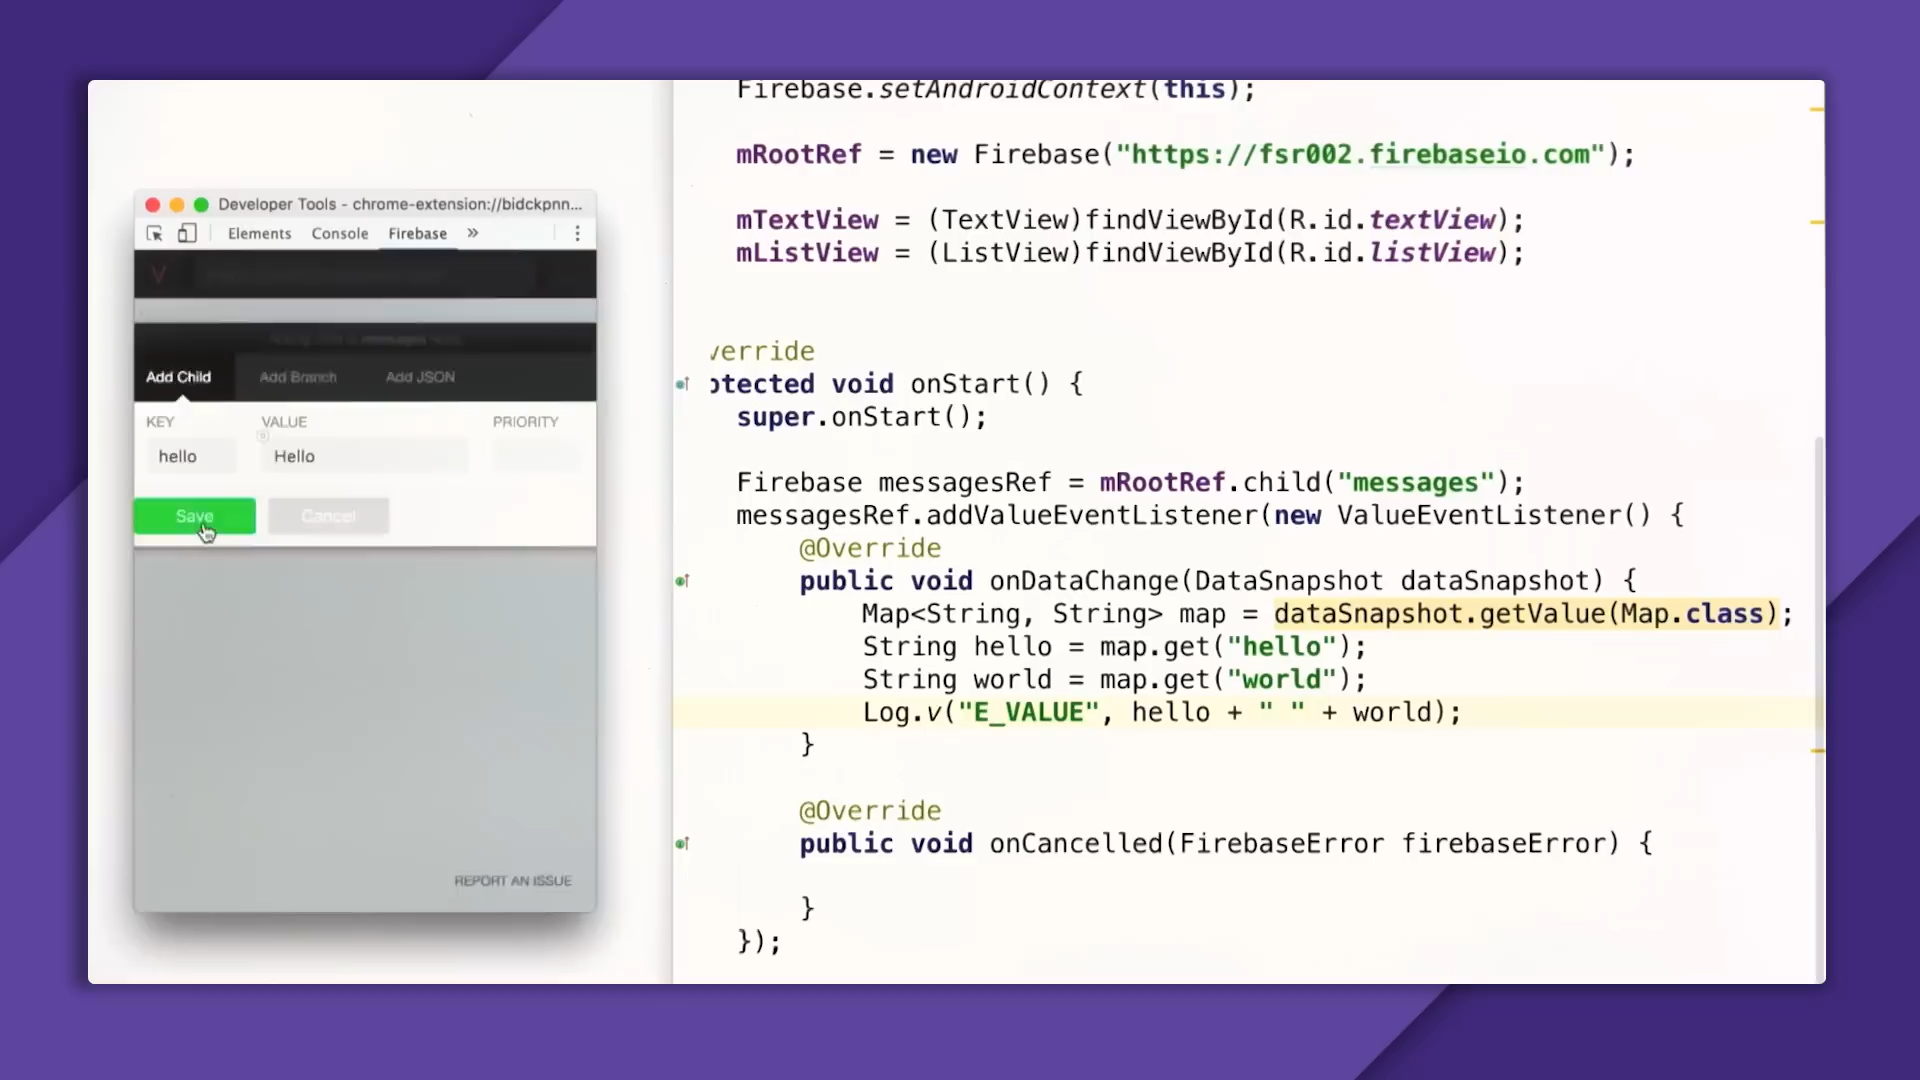 Developer Tools - chrome-extension://bidckpnn...
Elements Console Firebase »
Add Child Add Branch Add JSON
KEY VALUE PRIORITY
hello Hello
Save Cancel
REPORT AN ISSUE
Firebase.setAndroidContext(this);
mRootRef = new Firebase("https://fsr002.firebaseio.com");
mTextView = (TextView)findViewById(R.id.textView);
mListView = (ListView)findViewById(R.id.listView);
verride
otected void onStart() {
super.onStart();
Firebase messagesRef = mRootRef.child("messages");
messagesRef.addValueEventListener(new ValueEventListener() {
@Override
public void onDataChange(DataSnapshot dataSnapshot) {
Map<String, String> map = dataSnapshot.getValue(Map.class);
String hello = map.get("hello");
String world = map.get("world");
Log.v("E_VALUE", hello + " " + world);
}
@Override
public void onCancelled(FirebaseError firebaseError) {
}
});